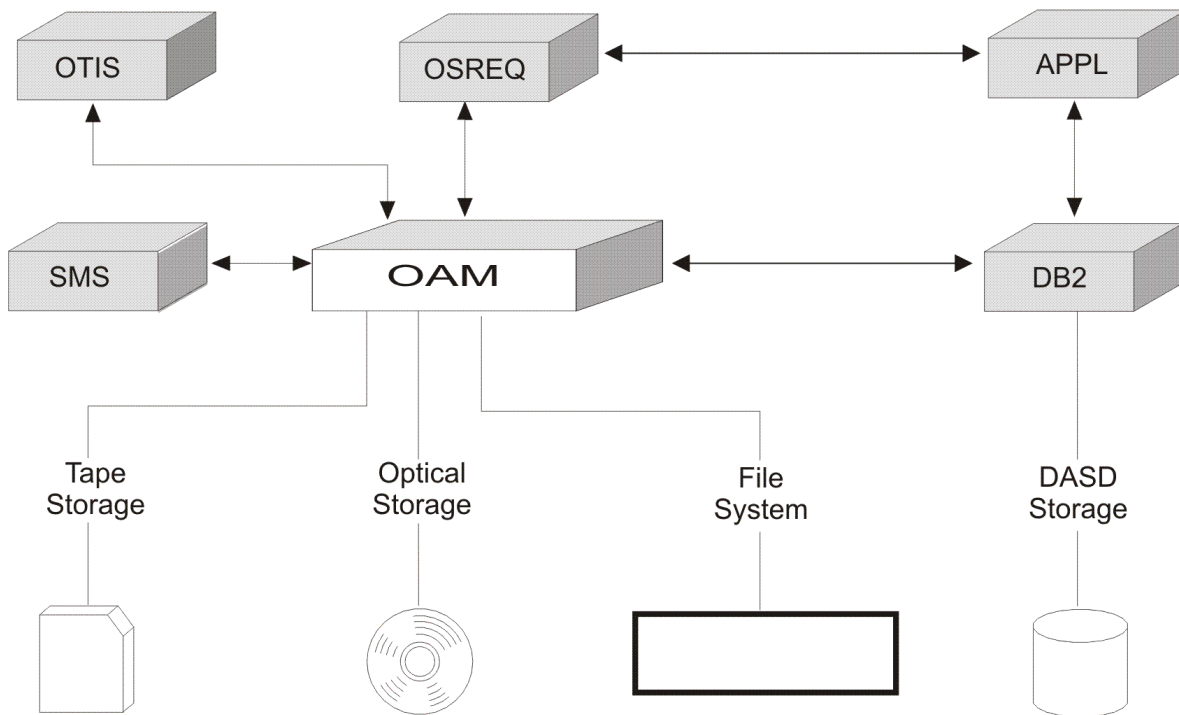 OTIS
OSREQ
APPL
SMS
OAM
DB2
Tape
Storage
Optical
Storage
File
System
DASD
Storage